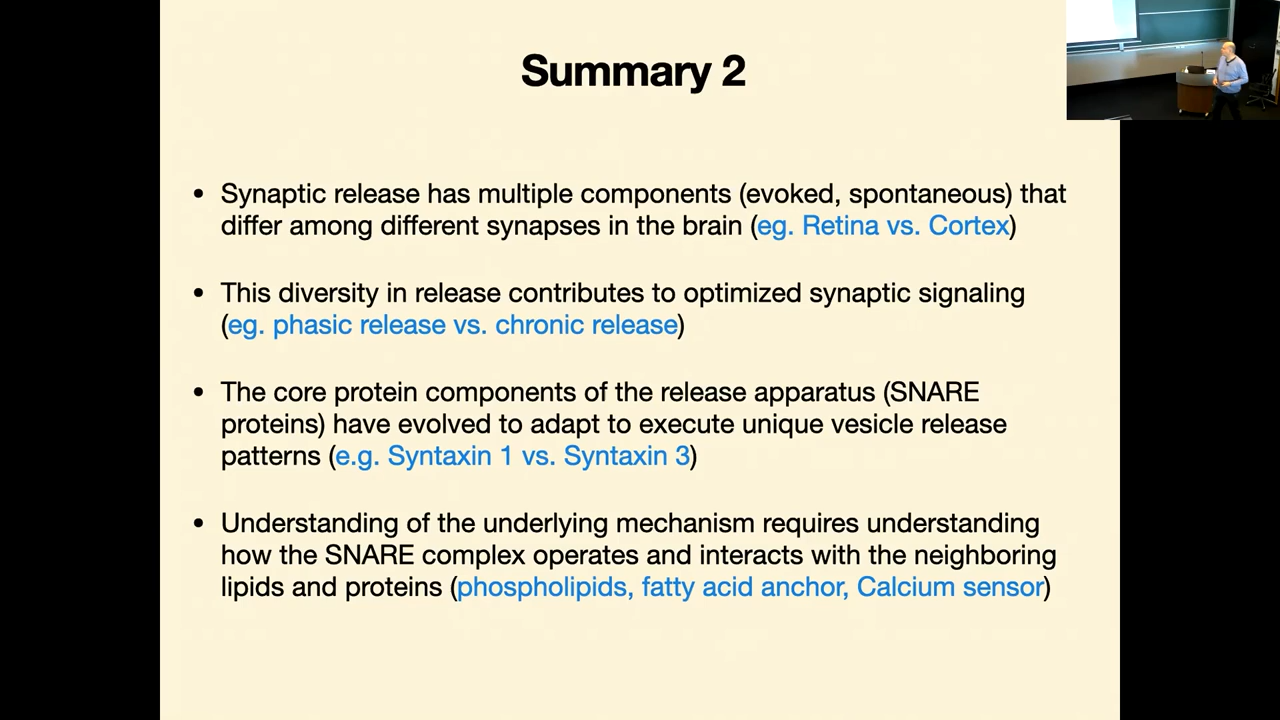 Summary 2
• Synaptic release has multiple components (evoked, spontaneous) that
differ among different synapses in the brain (eg. Retina vs. Cortex)
• This diversity in release contributes to optimized synaptic signaling
(eg. phasic release vs. chronic release)
• The core protein components of the release apparatus (SNARE
proteins) have evolved to adapt to execute unique vesicle release
patterns (e.g. Syntaxin 1 vs. Syntaxin 3)
• Understanding of the underlying mechanism requires understanding
how the SNARE complex operates and interacts with the neighboring
lipids and proteins (phospholipids, fatty acid anchor, Calcium sensor)